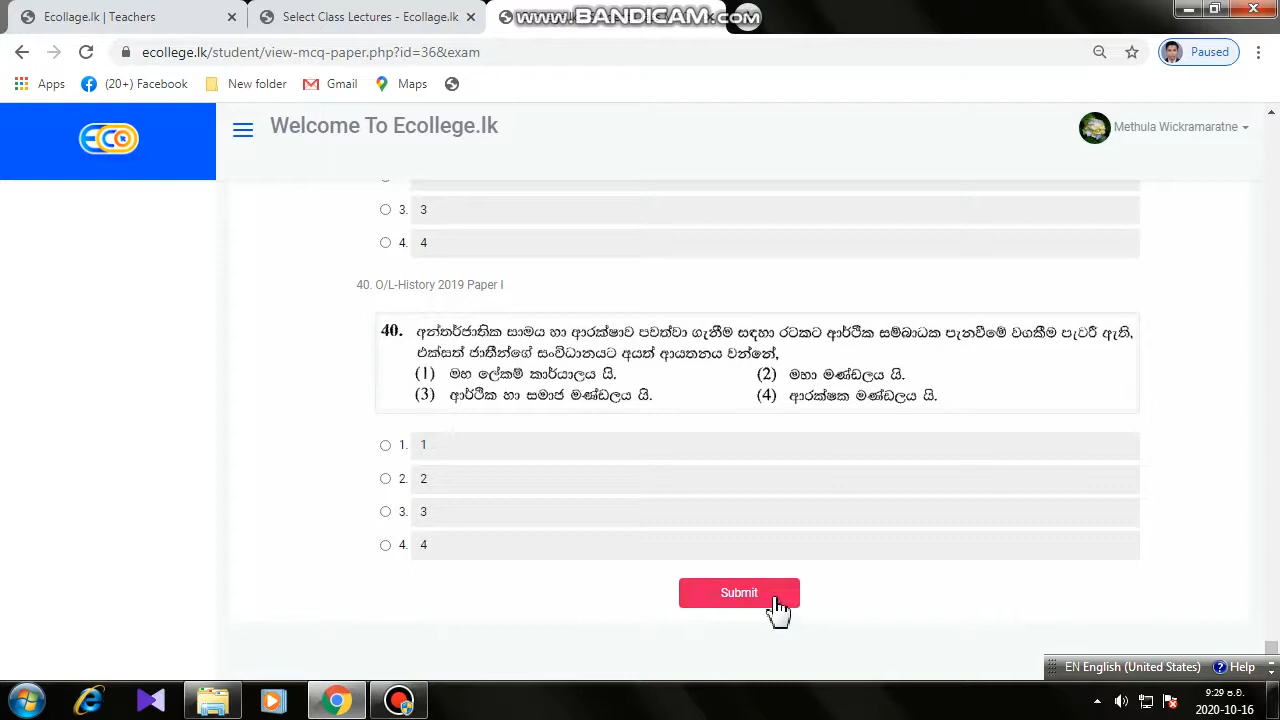 Ecollage.lk | Teachers
Select Class Lectures - Ecollege.lk
www.BANDICAM.com
ecollege.lk/student/view-mcq-paper.php?id=36&exa
Paused
Apps
(20+) Facebook
New folder
Gmail
Maps
ECO
Welcome To Ecollege.lk
Methula Wickramaratne
3. 3
4. 4
40. O/L-History 2019 Paper I
40. අන්තර්ජාතික සාමය හා ආරක්ෂාව පවත්වා ගැනීම සඳහා රටකට ආර්ථික සම්බාධක පැනවීමේ වගකීම පැවරී ඇති,
එක්සත් ජාතීන්ගේ සංවිධානයට අයත් ආයතනය වන්නේ,
(1) මහ ලේකම් කාර්යාලය යි. (2) මහා මණ්ඩලය යි.
(3) ආර්ථික හා සමාජ මණ්ඩලය යි. (4) ආරක්ෂක මණ්ඩලය යි.
1. 1
2. 2
3. 3
4. 4
Submit
EN English (United States) Help
9:29 ප.ව.
2020-10-16